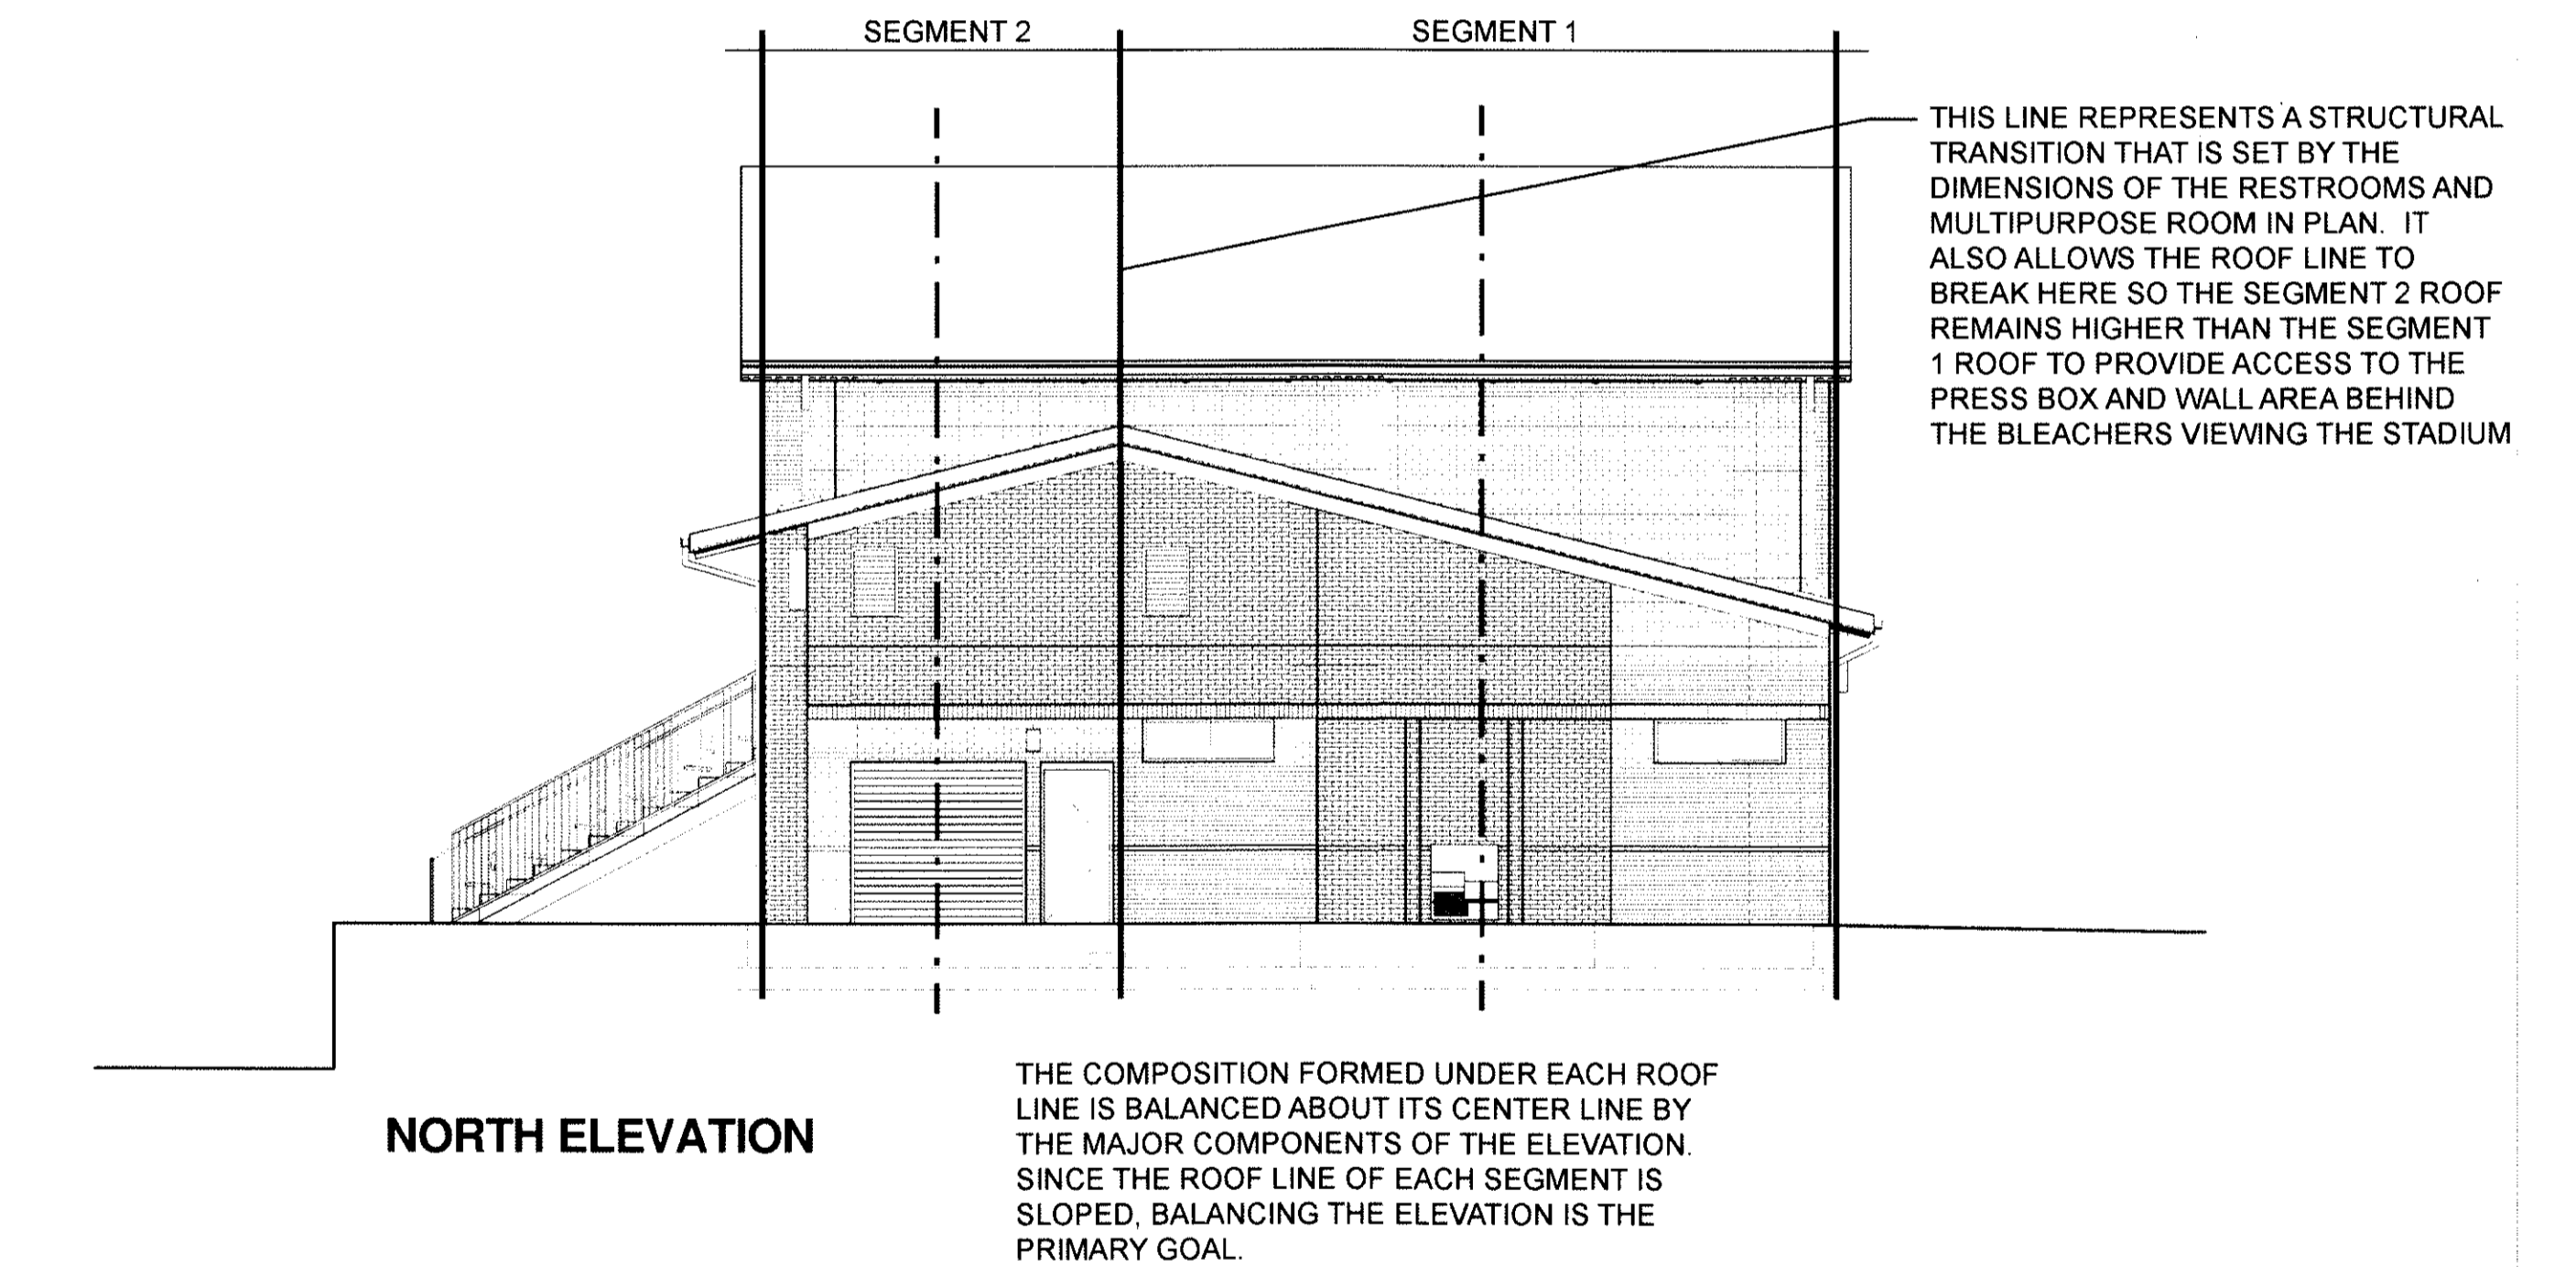 SEGMENT 2
SEGMENT 1
THIS LINE REPRESENTS A STRUCTURAL
TRANSITION THAT IS SET BY THE
DIMENSIONS OF THE RESTROOMS AND
MULTIPURPOSE ROOM IN PLAN. IT
ALSO ALLOWS THE ROOF LINE TO
BREAK HERE SO THE SEGMENT 2 ROOF
REMAINS HIGHER THAN THE SEGMENT
1 ROOF TO PROVIDE ACCESS TO THE
PRESS BOX AND WALL AREA BEHIND
THE BLEACHERS VIEWING THE STADIUM
NORTH ELEVATION
THE COMPOSITION FORMED UNDER EACH ROOF
LINE IS BALANCED ABOUT ITS CENTER LINE BY
THE MAJOR COMPONENTS OF THE ELEVATION.
SINCE THE ROOF LINE OF EACH SEGMENT IS
SLOPED, BALANCING THE ELEVATION IS THE
PRIMARY GOAL.